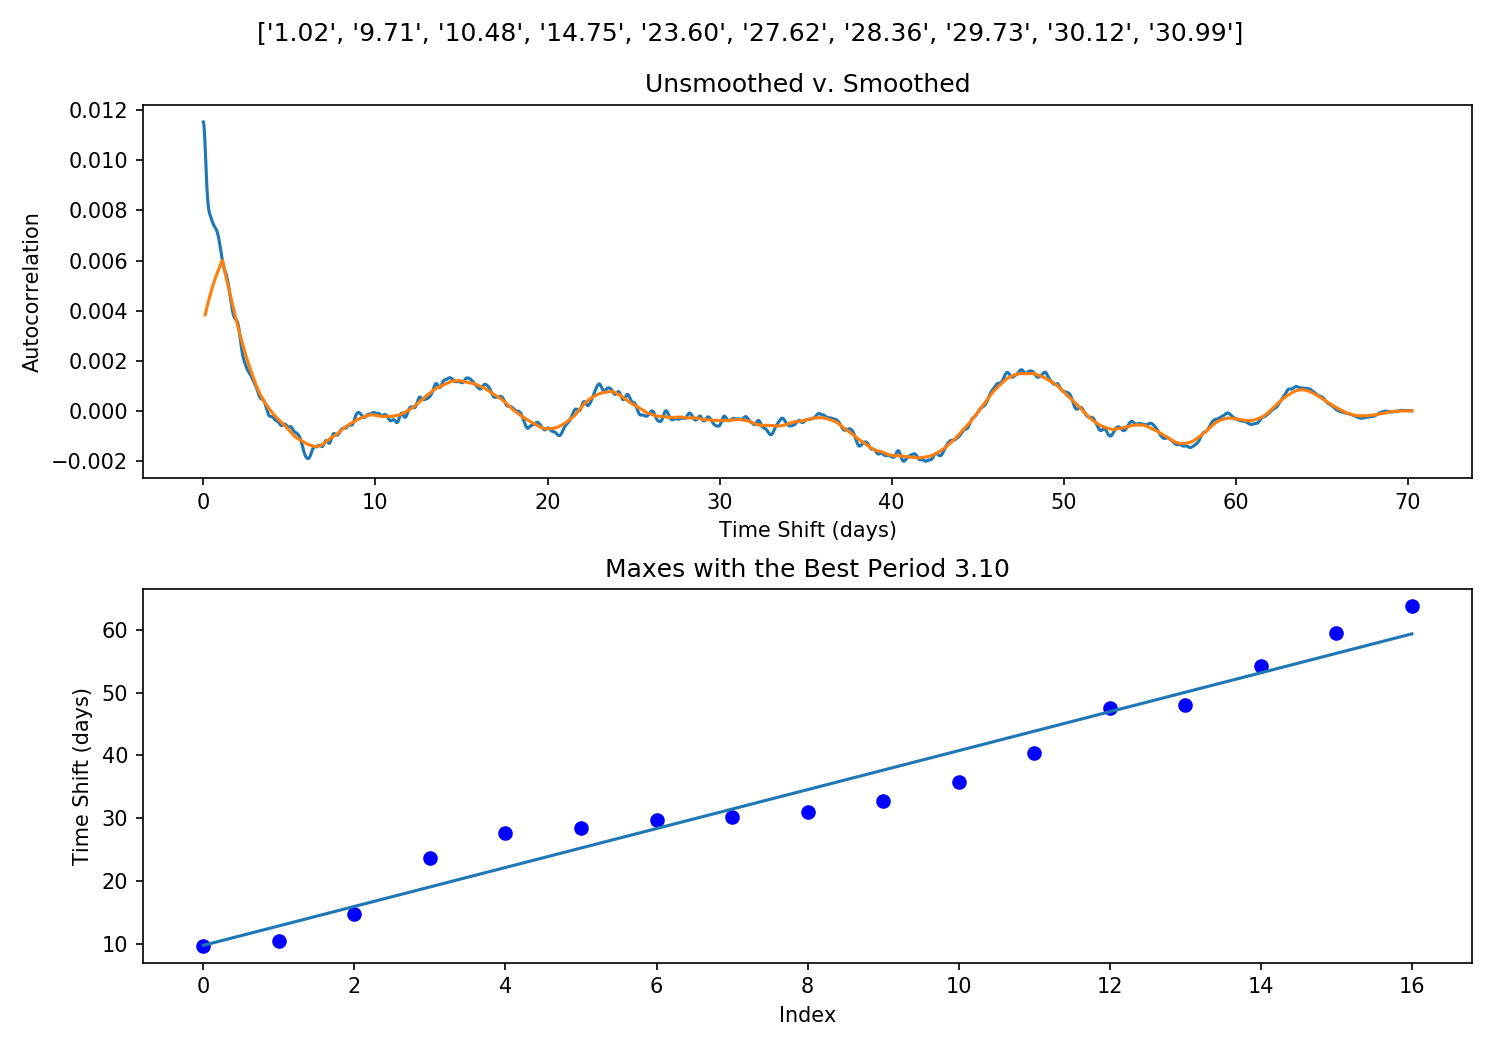 ['1.02', '9.71', '10.48', '14.75', '23.60', '27.62', '28.36', '29.73', '30.12', '30.99']
Unsmoothed v. Smoothed
Autocorrelation
0.012
0.010
0.008
0.006
0.004
0.002
0.000
−0.002
0 10 20 30 40 50 60 70
Time Shift (days)
Maxes with the Best Period 3.10
Time Shift (days)
60
50
40
30
20
10
0 2 4 6 8 10 12 14 16
Index